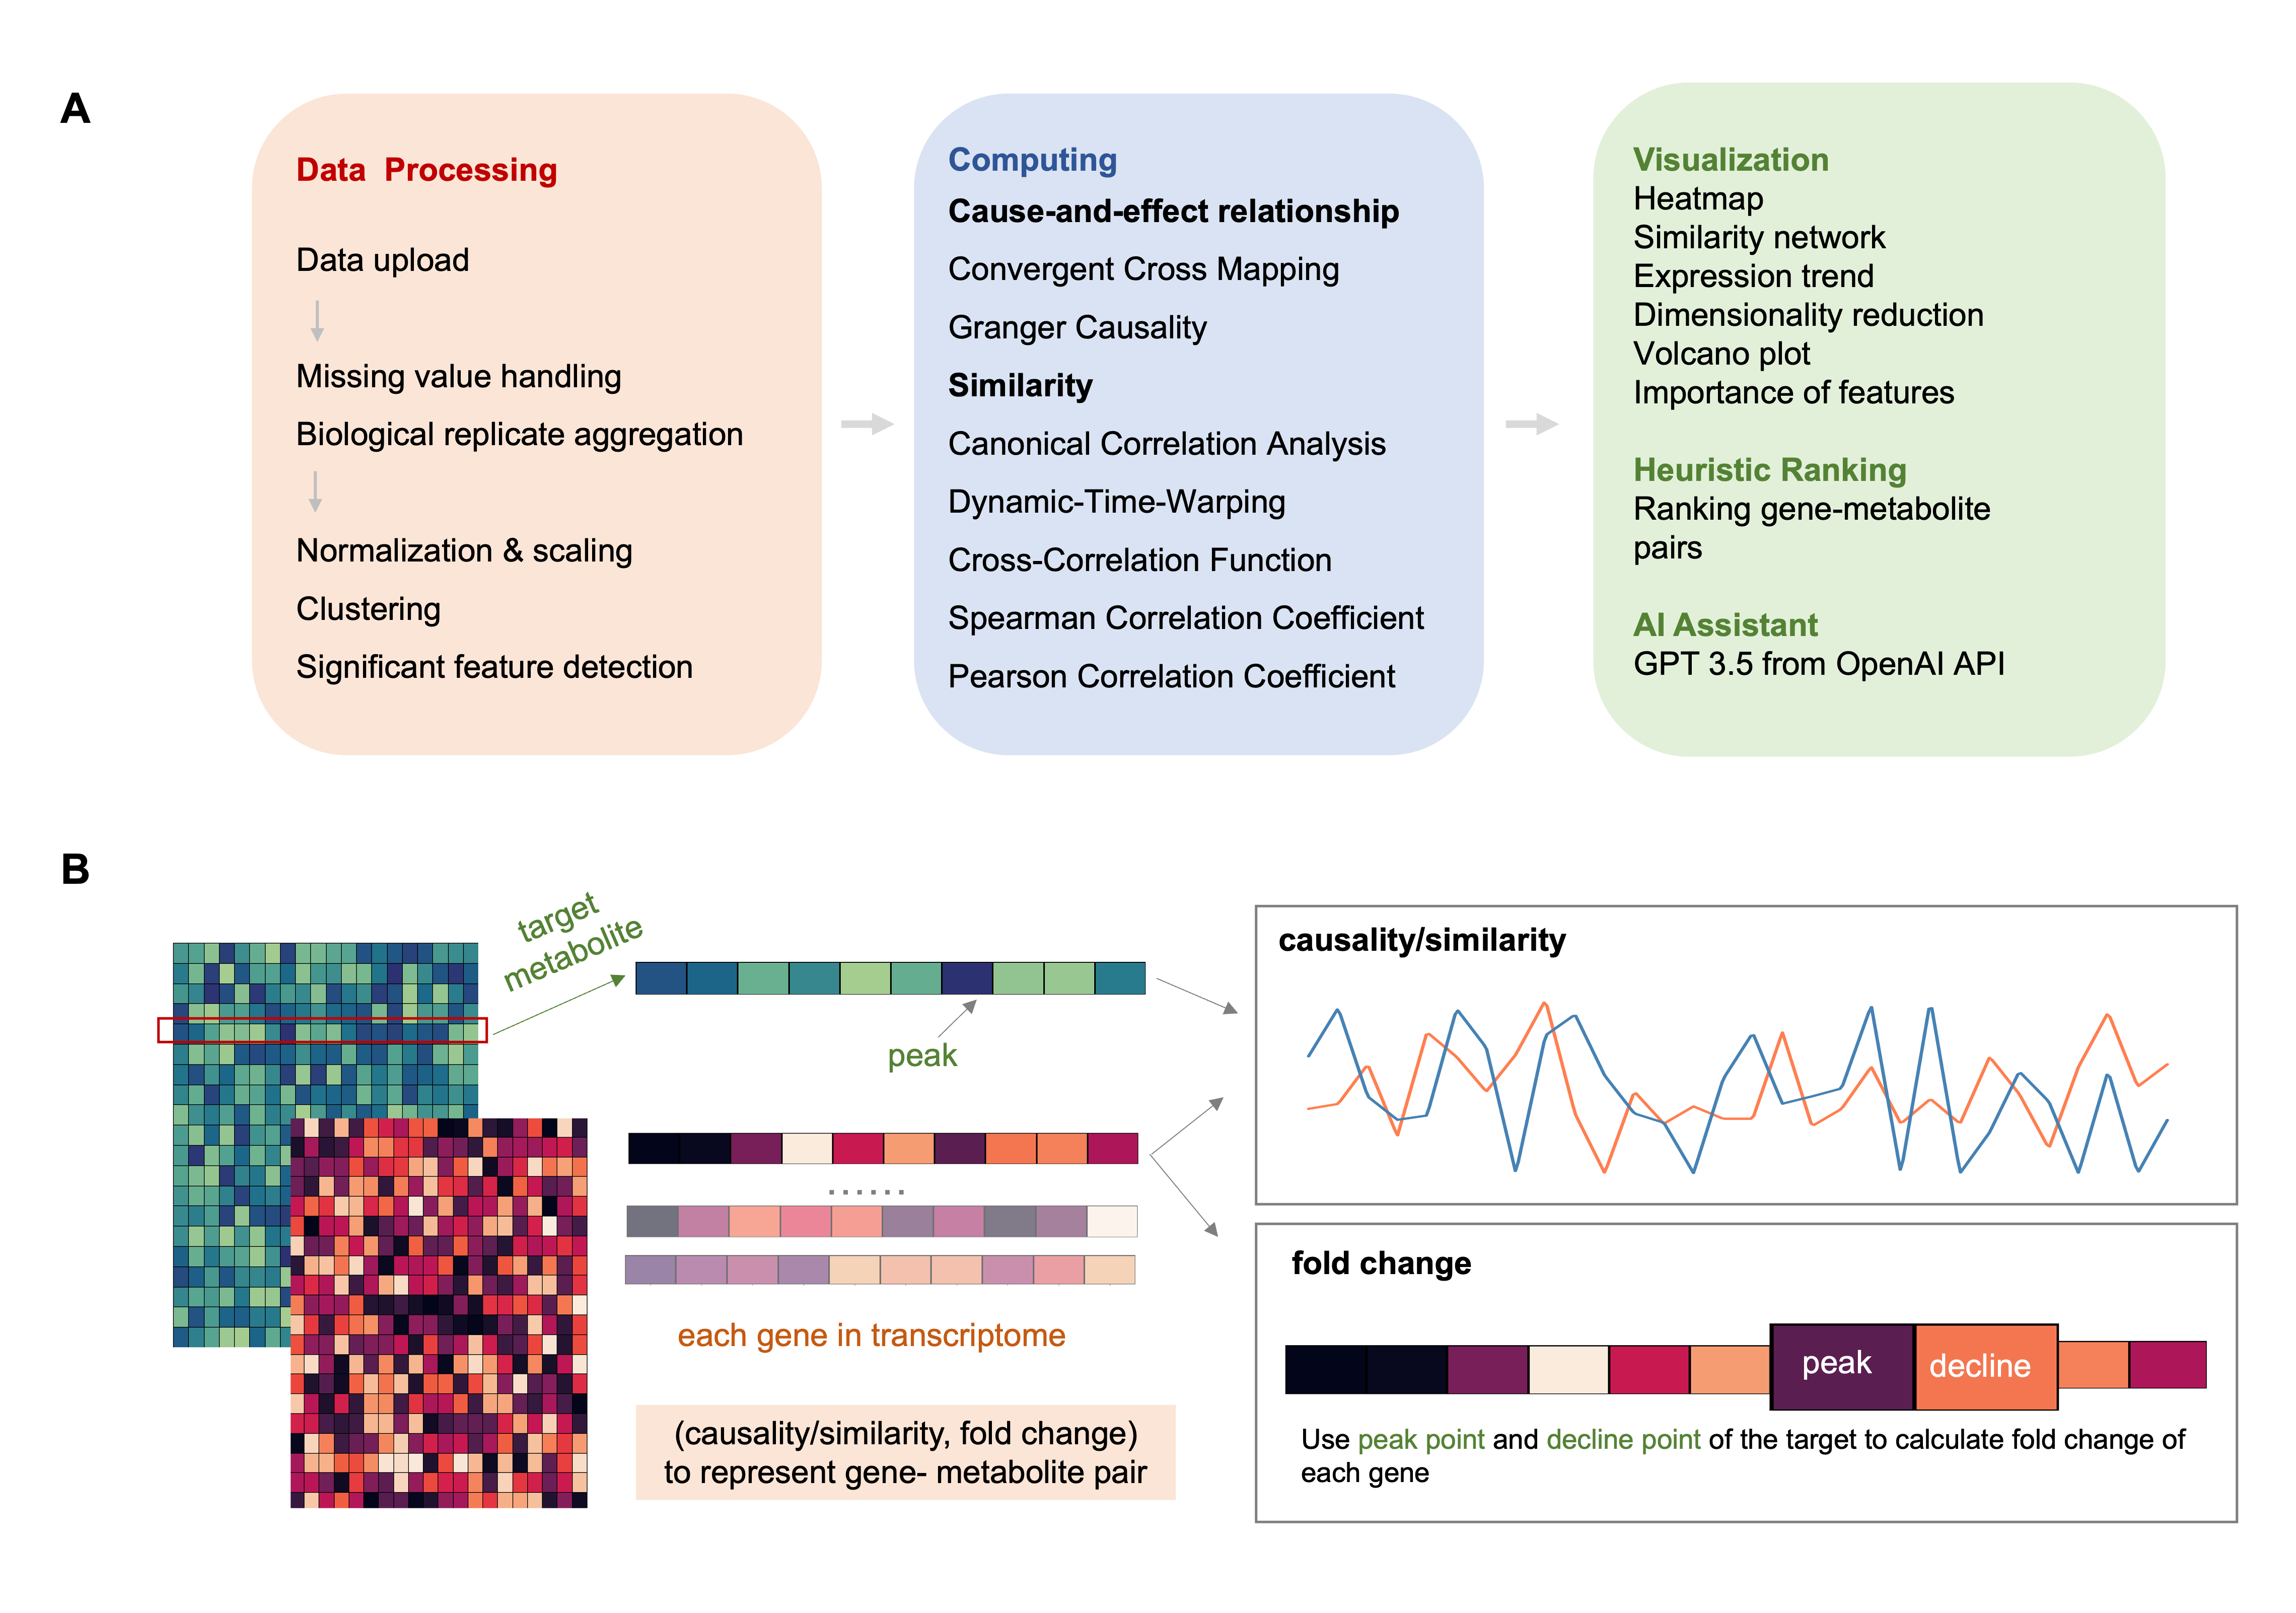 A
Data Processing
Data upload
Missing value handling
Biological replicate aggregation
Normalization & scaling
Clustering
Significant feature detection
Computing
Cause-and-effect relationship
Convergent Cross Mapping
Granger Causality
Similarity
Canonical Correlation Analysis
Dynamic-Time-Warping
Cross-Correlation Function
Spearman Correlation Coefficient
Pearson Correlation Coefficient
Visualization
Heatmap
Similarity network
Expression trend
Dimensionality reduction
Volcano plot
Importance of features
Heuristic Ranking
Ranking gene-metabolite
pairs
AI Assistant
GPT 3.5 from OpenAI API
B
target
metabolite
peak
......
each gene in transcriptome
(causality/similarity, fold change)
to represent gene- metabolite pair
causality/similarity
fold change
peak
decline
Use peak point and decline point of the target to calculate fold change of
each gene